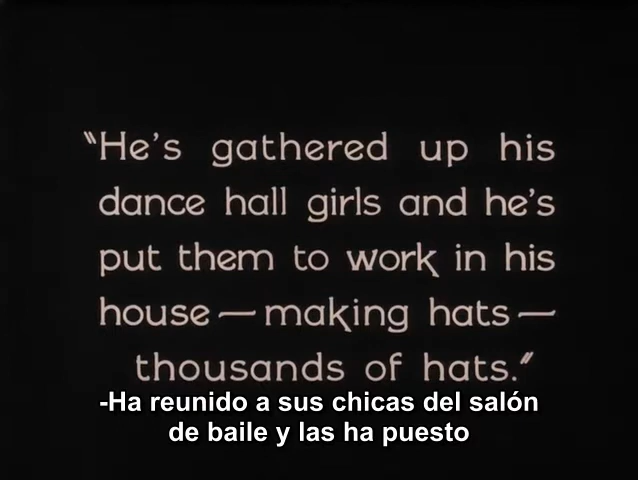 "He's gathered up his
dance hall girls and he's
put them to work in his
house — making hats —
thousands of hats."
-Ha reunido a sus chicas del salón
de baile y las ha puesto